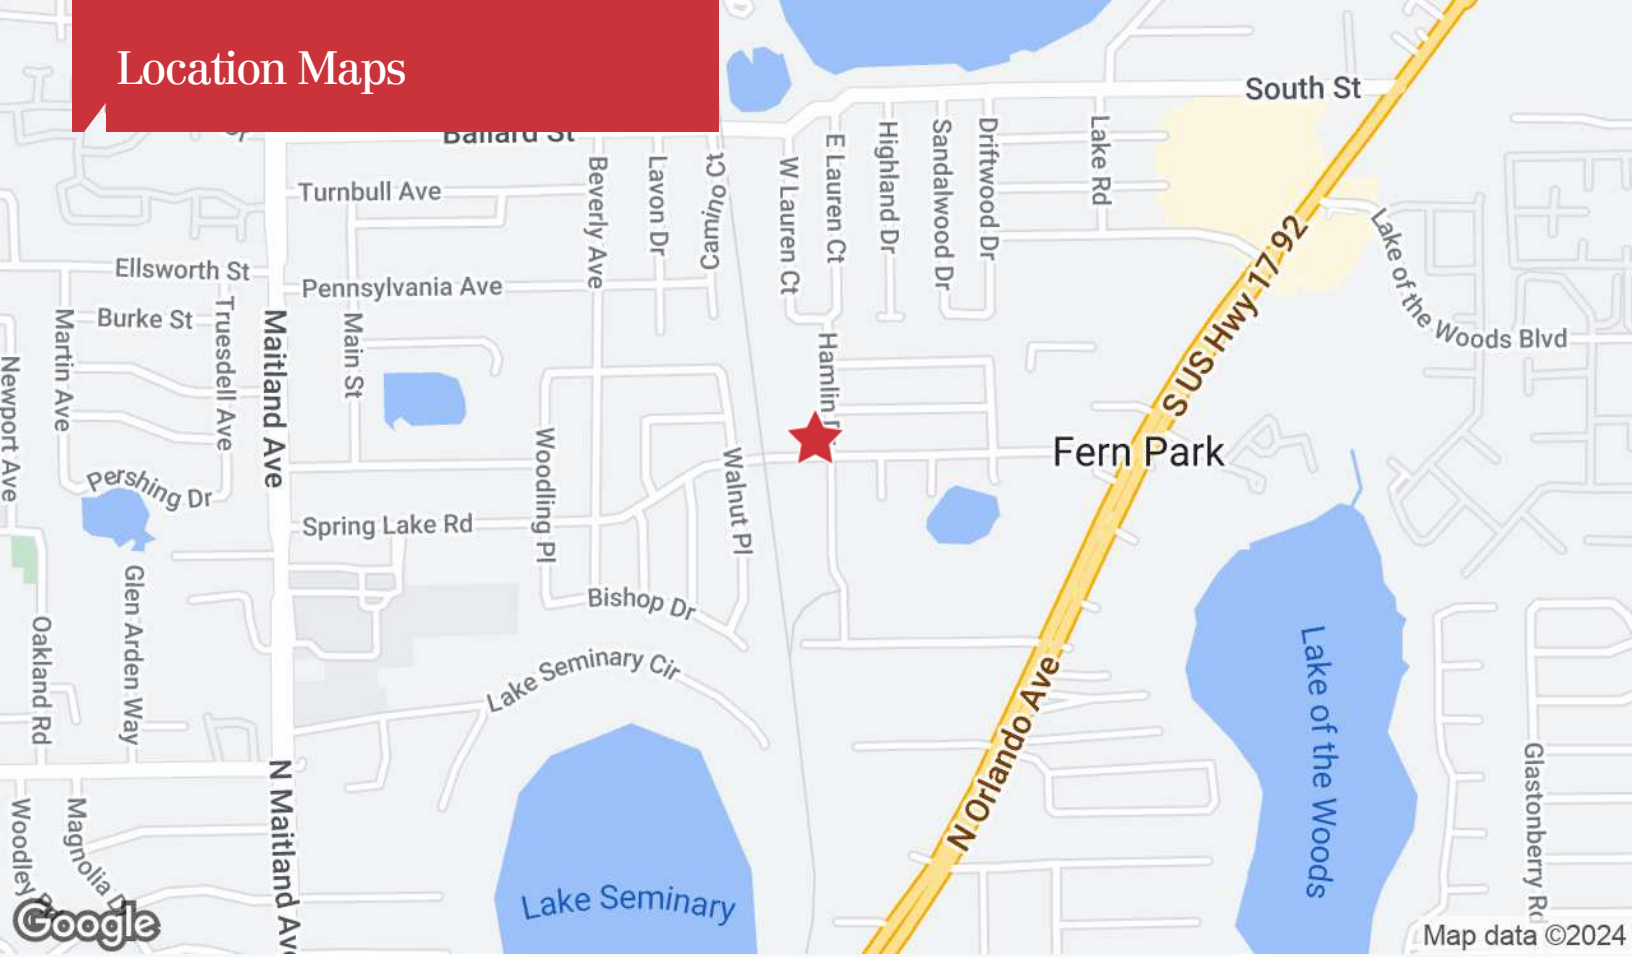 Location Maps
South St
Ballard St
Turnbull Ave
Ellsworth St
Pennsylvania Ave
Burke St
Truesdell Ave
Martin Ave
Newport Ave
Maitland Ave
Main St
Beverly Ave
Lavon Dr
Camino Ct
W Lauren Ct
E Lauren Ct
Highland Dr
Sandalwood Dr
Driftwood Dr
Lake Rd
Lake of the Woods Blvd
S US Hwy 17 92
Hamlin
Fern Park
Pershing Dr
Spring Lake Rd
Woodling Pl
Walnut Pl
Bishop Dr
Glen Arden Way
Oakland Rd
Lake Seminary Cir
N Orlando Ave
Lake of the Woods
Glastonberry Rd
N Maitland Ave
Woodley
Magnolia D
Lake Seminary
Google
Map data ©2024